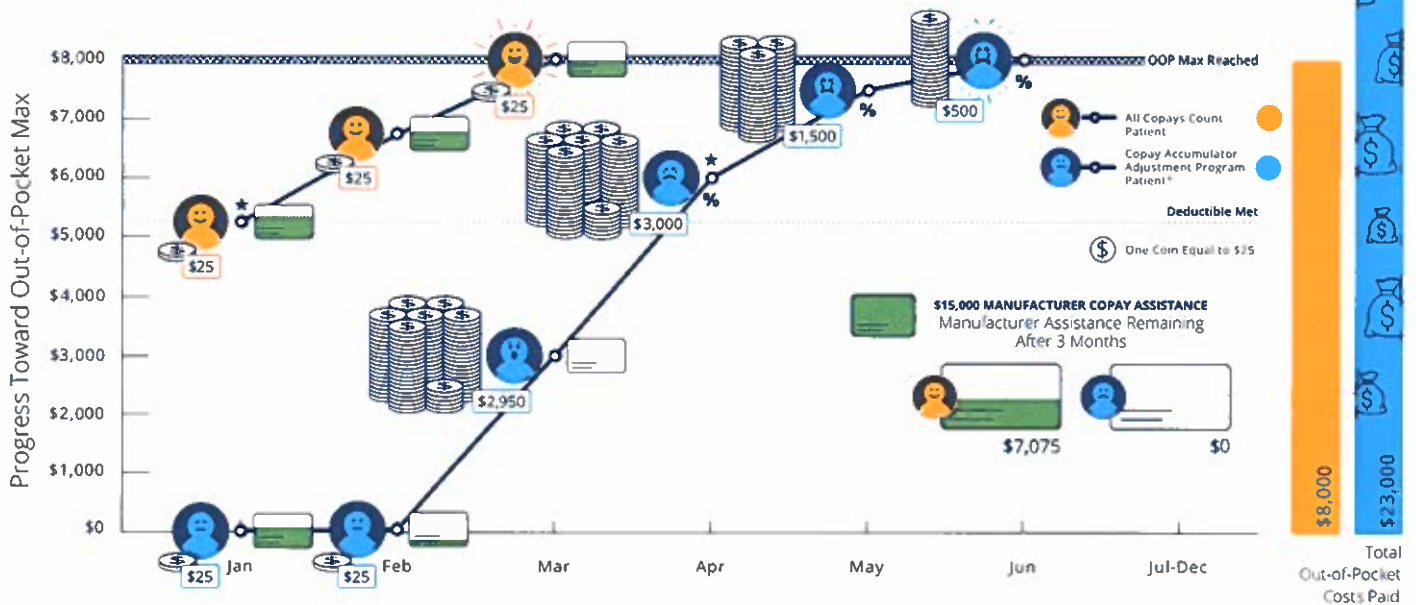 Progress Toward Out-of-Pocket Max
$8,000
$7,000
$6,000
$5,000
$4,000
$3,000
$2,000
$1,000
$0
Jan
Feb
Mar
Apr
May
Jun
Jul-Dec
$25
$25
$25
$25
$25
$2,950
$3,000
%
$1,500
%
$500
%
OOP Max Reached
All Copays Count
Patient
Copay Accumulator
Adjustment Program
Patient*
Deductible Met
$ One Coin Equal to $25
$15,000 MANUFACTURER COPAY ASSISTANCE
Manufacturer Assistance Remaining
After 3 Months
$7,075
$0
$8,000
$23,000
Total
Out-of-Pocket
Costs Paid